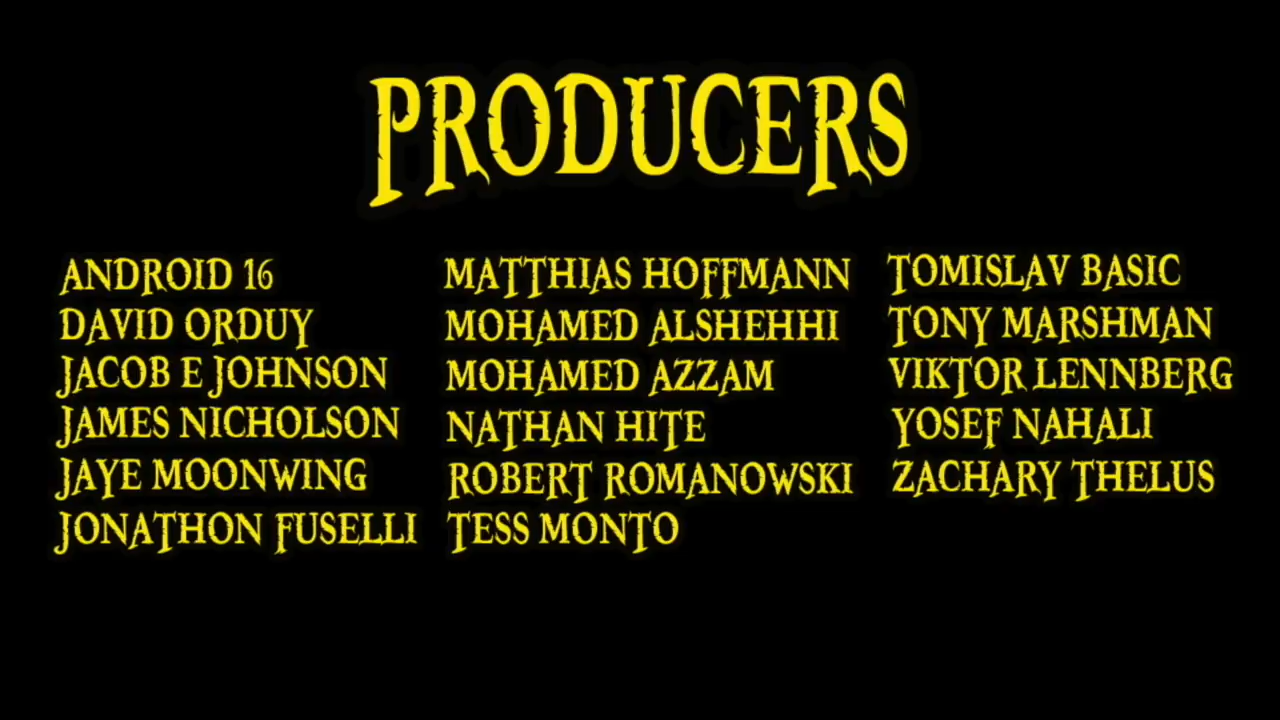 PRODUCERS
ANDROID 16
DAVID ORDUY
JACOB E JOHNSON
JAMES NICHOLSON
JAYE MOONWING
JONATHON FUSELLI
MATTHIAS HOFFMANN
MOHAMED ALSHEHHI
MOHAMED AZZAM
NATHAN HITE
ROBERT ROMANOWSKI
TESS MONTO
TOMISLAV BASIC
TONY MARSHMAN
VIKTOR LENNBERG
YOSEF NAHALI
ZACHARY THELUS